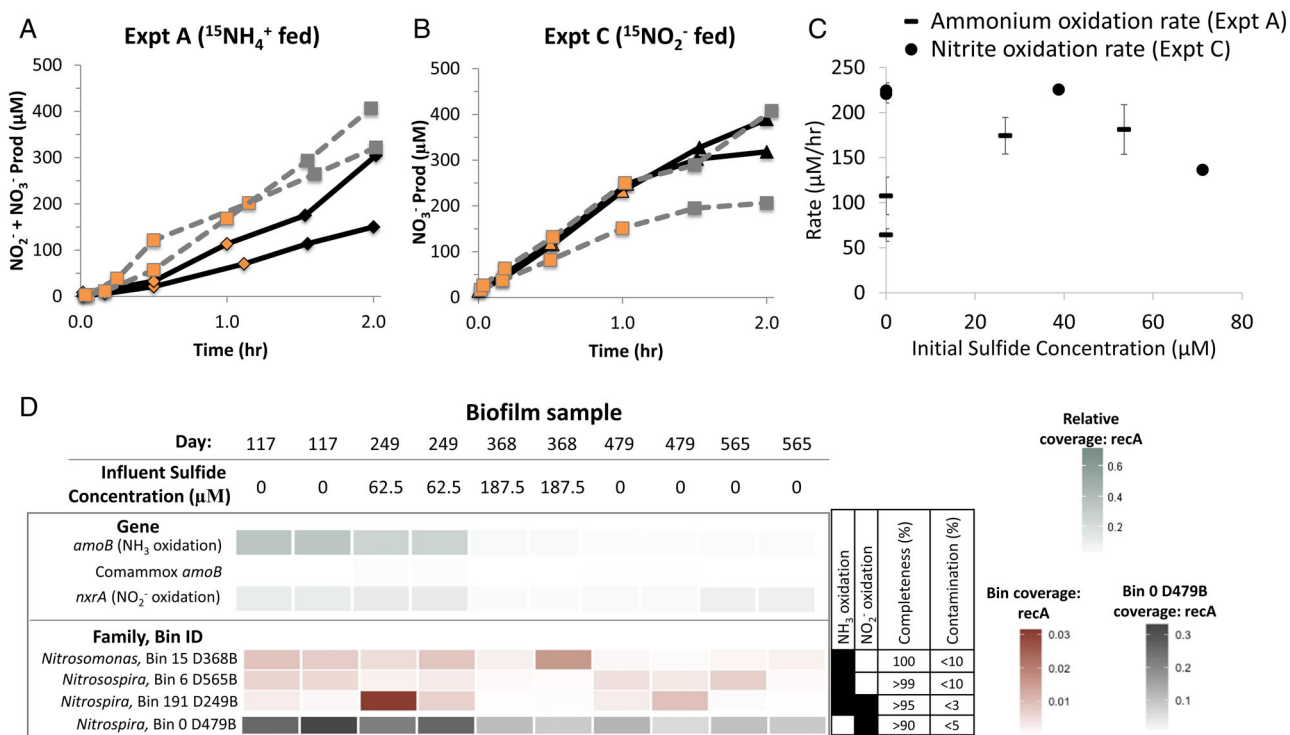 A
Expt A (¹⁵NH₄⁺ fed)
NO₂⁻ + NO₃⁻ Prod (µM)
500
400
300
200
100
0
0.0
1.0
2.0
Time (hr)
B
Expt C (¹⁵NO₂⁻ fed)
NO₃⁻ Prod (µM)
500
400
300
200
100
0
0.0
1.0
2.0
Time (hr)
Ammonium oxidation rate (Expt A)
C
Nitrite oxidation rate (Expt C)
Rate (µM/hr)
250
200
150
100
50
0
0
20
40
60
80
Initial Sulfide Concentration (µM)
D
Biofilm sample
Day: 117 117 249 249 368 368 479 479 565 565
Influent Sulfide
Concentration (µM) 0 0 62.5 62.5 187.5 187.5 0 0 0 0
Gene
amoB (NH₃ oxidation)
Comammox amoB
nxrA (NO₂⁻ oxidation)
Family, Bin ID
NH₃ oxidation
NO₂⁻ oxidation
Completeness (%)
Contamination (%)
Nitrosomonas, Bin 15 D368B 100 <10
Nitrosospira, Bin 6 D565B >99 <10
Nitrospira, Bin 191 D249B >95 <3
Nitrospira, Bin 0 D479B >90 <5
Relative
coverage: recA
0.6
0.4
0.2
Bin coverage:
recA
0.03
0.02
0.01
Bin 0 D479B
coverage: recA
0.3
0.2
0.1